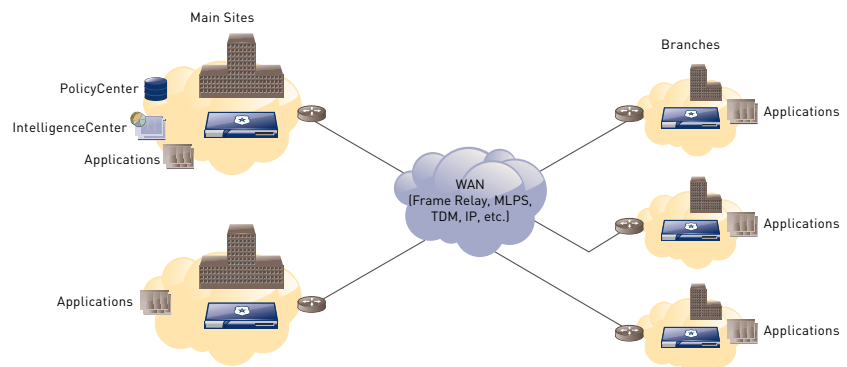 Main Sites
Branches
PolicyCenter
IntelligenceCenter
Applications
Applications
WAN
(Frame Relay, MLPS,
TDM, IP, etc.)
Applications
Applications
Applications